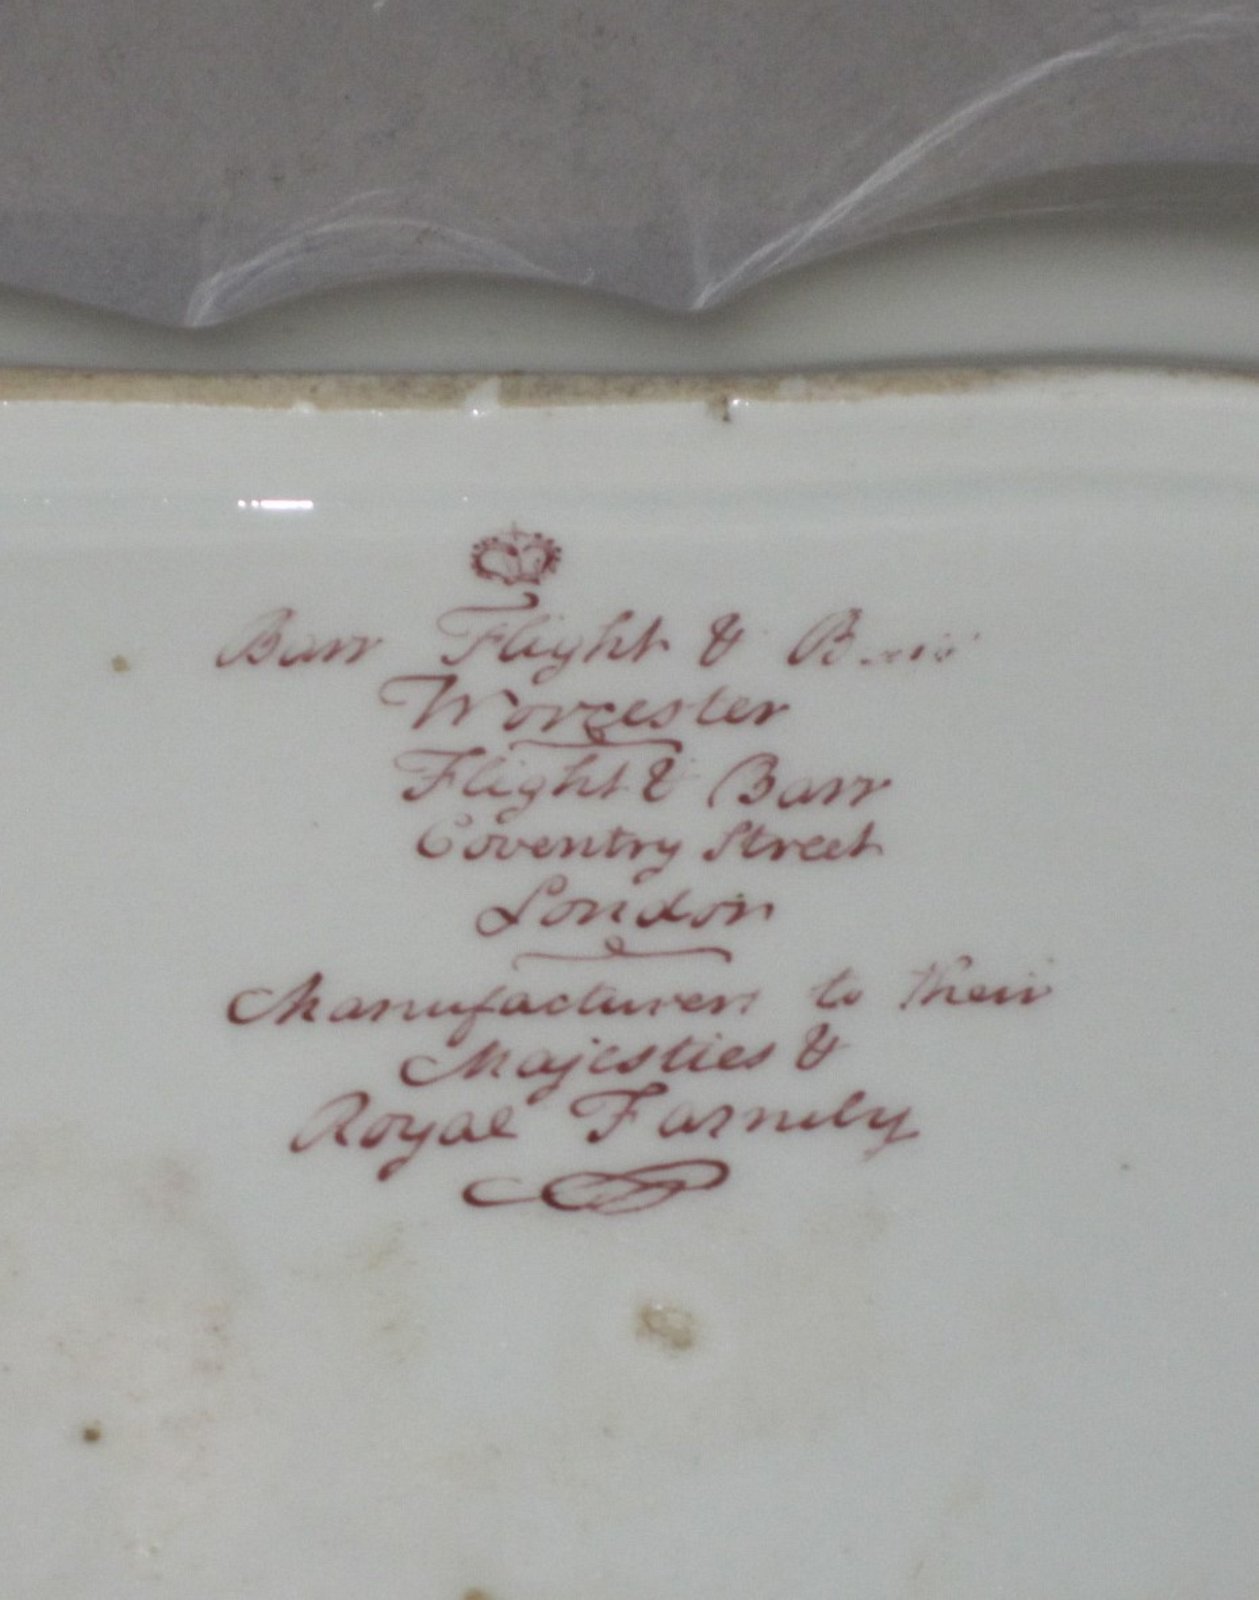 Barr Flight & Barr
Worcester
Flight & Barr
Coventry Street
London
Manufacturers to their
Majesties &
Royal Family